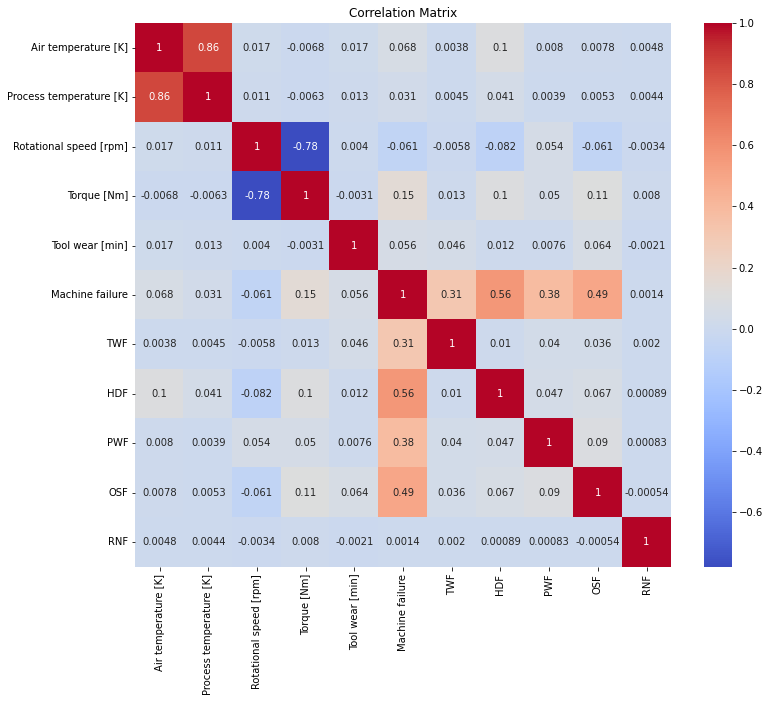 Correlation Matrix
Air temperature [K] 1 0.86 0.017 -0.0068 0.017 0.068 0.0038 0.1 0.008 0.0078 0.0048
Process temperature [K] 0.86 1 0.011 -0.0063 0.013 0.031 0.0045 0.041 0.0039 0.0053 0.0044
Rotational speed [rpm] 0.017 0.011 1 -0.78 0.004 -0.061 -0.0058 -0.082 0.054 -0.061 -0.0034
Torque [Nm] -0.0068 -0.0063 -0.78 1 -0.0031 0.15 0.013 0.1 0.05 0.11 0.008
Tool wear [min] 0.017 0.013 0.004 -0.0031 1 0.056 0.046 0.012 0.0076 0.064 -0.0021
Machine failure 0.068 0.031 -0.061 0.15 0.056 1 0.31 0.56 0.38 0.49 0.0014
TWF 0.0038 0.0045 -0.0058 0.013 0.046 0.31 1 0.01 0.04 0.036 0.002
HDF 0.1 0.041 -0.082 0.1 0.012 0.56 0.01 1 0.047 0.067 0.00089
PWF 0.008 0.0039 0.054 0.05 0.0076 0.38 0.04 0.047 1 0.09 0.00083
OSF 0.0078 0.0053 -0.061 0.11 0.064 0.49 0.036 0.067 0.09 1 -0.00054
RNF 0.0048 0.0044 -0.0034 0.008 -0.0021 0.0014 0.002 0.00089 0.00083 -0.00054 1
Air temperature [K]
Process temperature [K]
Rotational speed [rpm]
Torque [Nm]
Tool wear [min]
Machine failure
TWF
HDF
PWF
OSF
RNF
1.0
0.8
0.6
0.4
0.2
0.0
-0.2
-0.4
-0.6